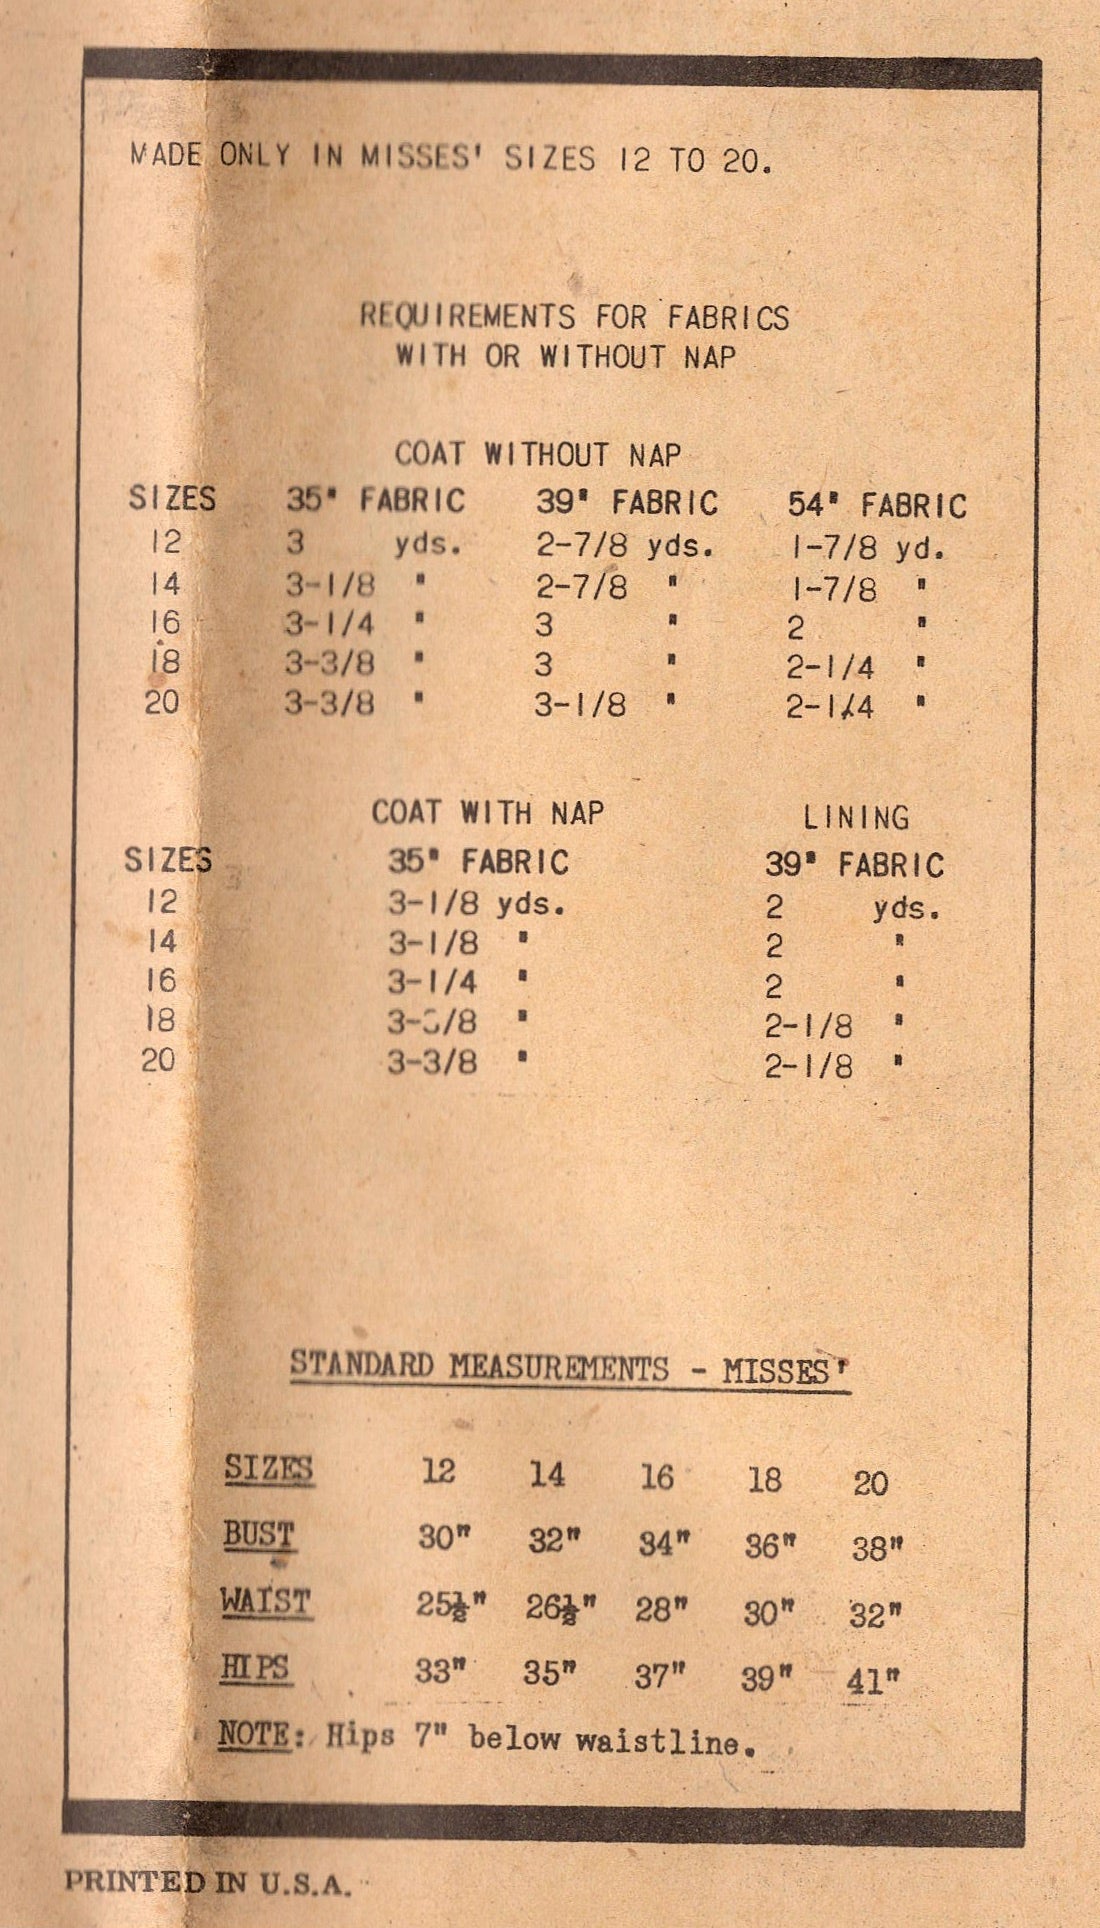 MADE ONLY IN MISSES' SIZES 12 TO 20.
REQUIREMENTS FOR FABRICS
WITH OR WITHOUT NAP
COAT WITHOUT NAP
SIZES 35" FABRIC 39" FABRIC 54" FABRIC
12 3 yds. 2-7/8 yds. 1-7/8 yd.
14 3-1/8 " 2-7/8 " 1-7/8 "
16 3-1/4 " 3 " 2 "
18 3-3/8 " 3 " 2-1/4 "
20 3-3/8 " 3-1/8 " 2-1/4 "
COAT WITH NAP LINING
SIZES 35" FABRIC 39" FABRIC
12 3-1/8 yds. 2 yds.
14 3-1/8 " 2 "
16 3-1/4 " 2 "
18 3-3/8 " 2-1/8 "
20 3-3/8 " 2-1/8 "
STANDARD MEASUREMENTS - MISSES'
SIZES 12 14 16 18 20
BUST 30" 32" 34" 36" 38"
WAIST 25½" 26½" 28" 30" 32"
HIPS 33" 35" 37" 39" 41"
NOTE: Hips 7" below waistline.
PRINTED IN U.S.A.